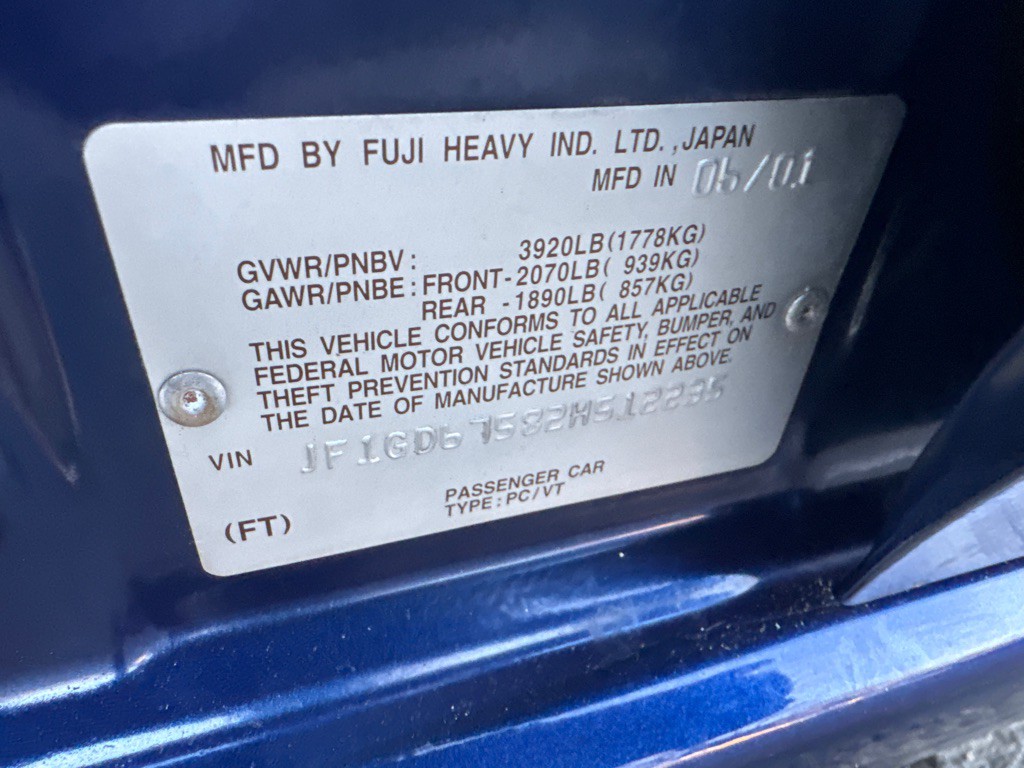 MFD BY FUJI HEAVY IND. LTD.,JAPAN
MFD IN 06/01
GVWR/PNBV: 3920LB(1778KG)
GAWR/PNBE:FRONT-2070LB( 939KG)
REAR -1890LB( 857KG)
THIS VEHICLE CONFORMS TO ALL APPLICABLE
FEDERAL MOTOR VEHICLE SAFETY, BUMPER, AND
THEFT PREVENTION STANDARDS IN EFFECT ON
THE DATE OF MANUFACTURE SHOWN ABOVE.
VIN JF1GD67582H512235
PASSENGER CAR
TYPE:PC/VT
(FT)